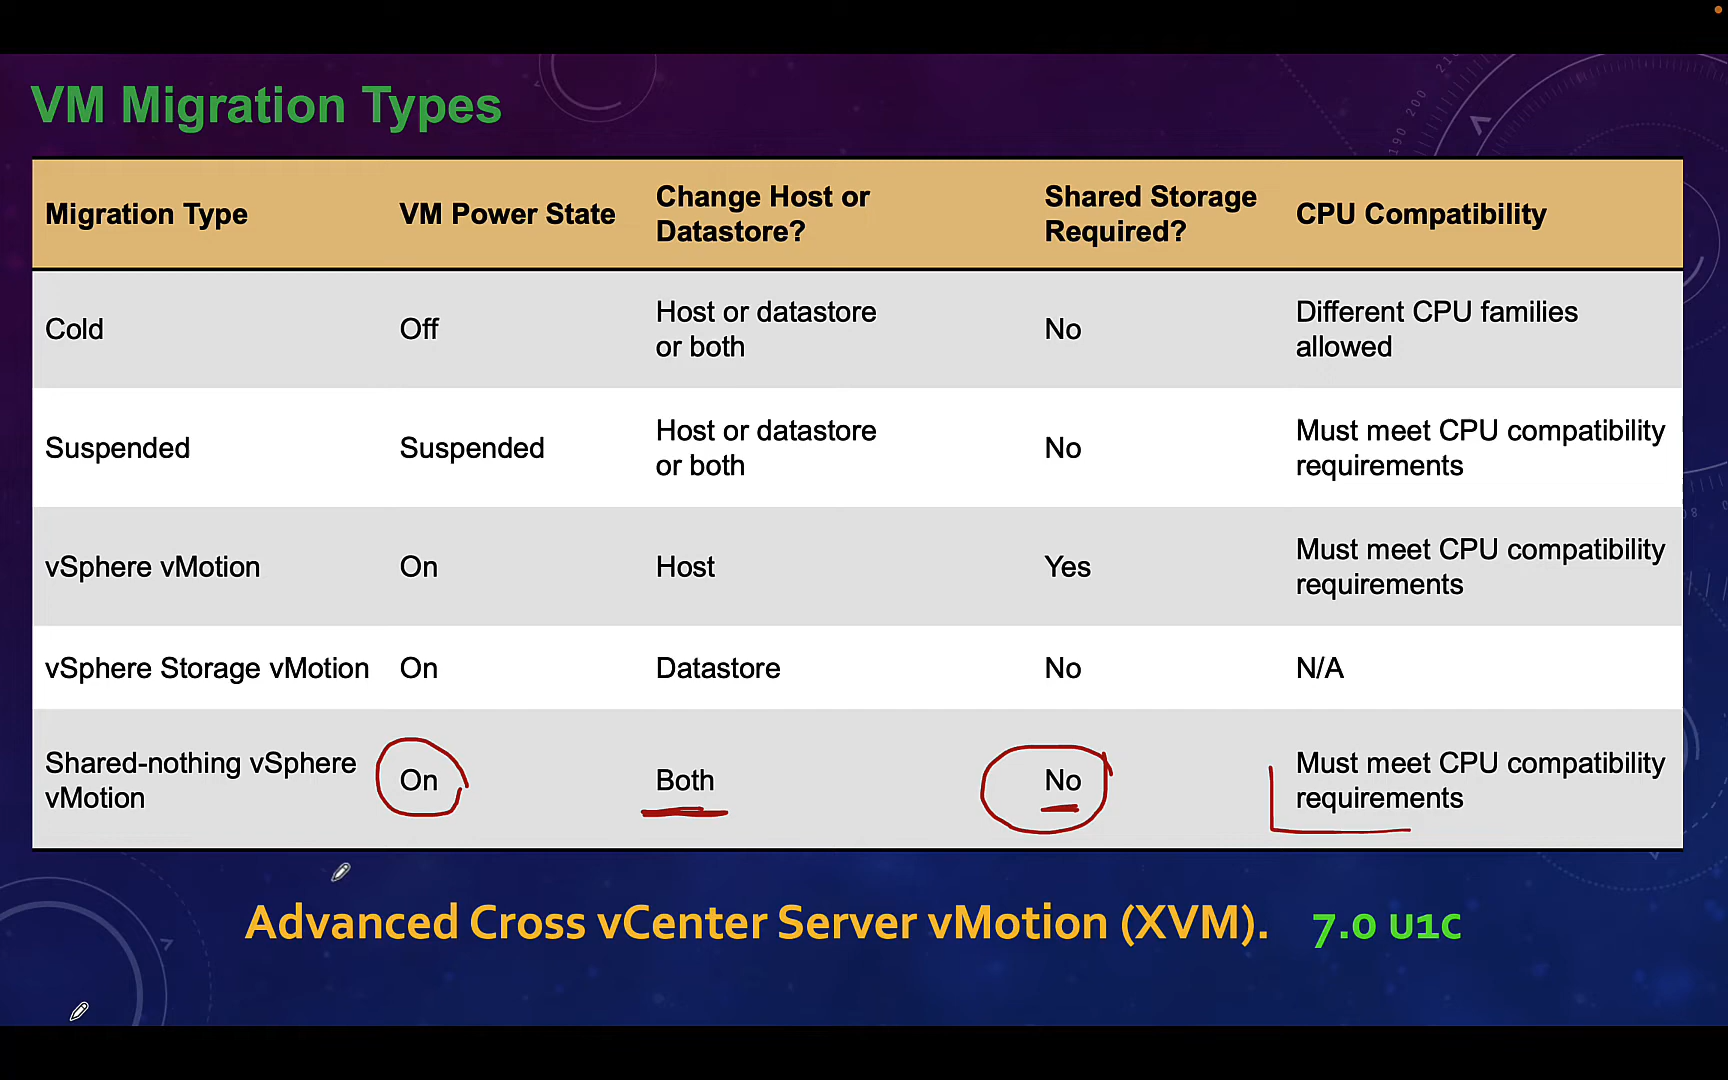 VM Migration Types
Migration Type
VM Power State
Change Host or
Datastore?
Shared Storage
Required?
CPU Compatibility
Cold
Off
Host or datastore
or both
No
Different CPU families
allowed
Suspended
Suspended
Host or datastore
or both
No
Must meet CPU compatibility
requirements
vSphere vMotion
On
Host
Yes
Must meet CPU compatibility
requirements
vSphere Storage vMotion
On
Datastore
No
N/A
Shared-nothing vSphere
vMotion
On
Both
No
Must meet CPU compatibility
requirements
Advanced Cross vCenter Server vMotion (XVM). 7.0 U1C
210
200
190